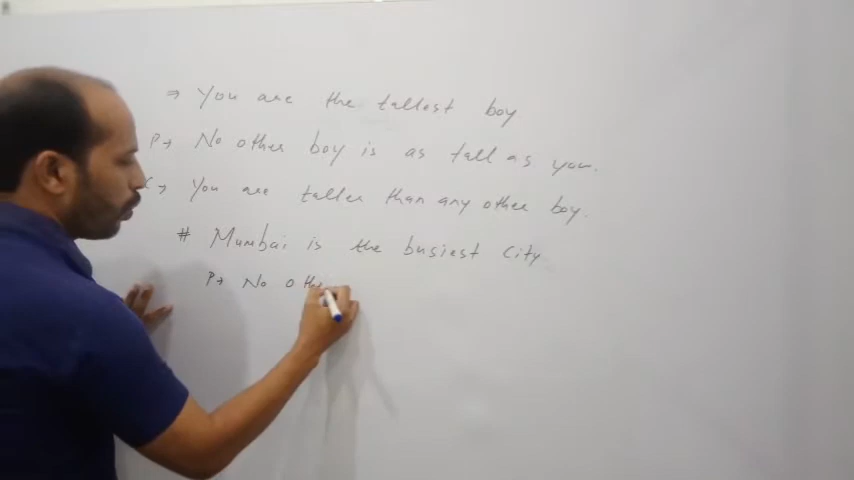 ⇒ You are the tallest boy
P→ No other boy is as tall as you.
C→ You are taller than any other boy.
# Mumbai is the busiest City
P→ No oth